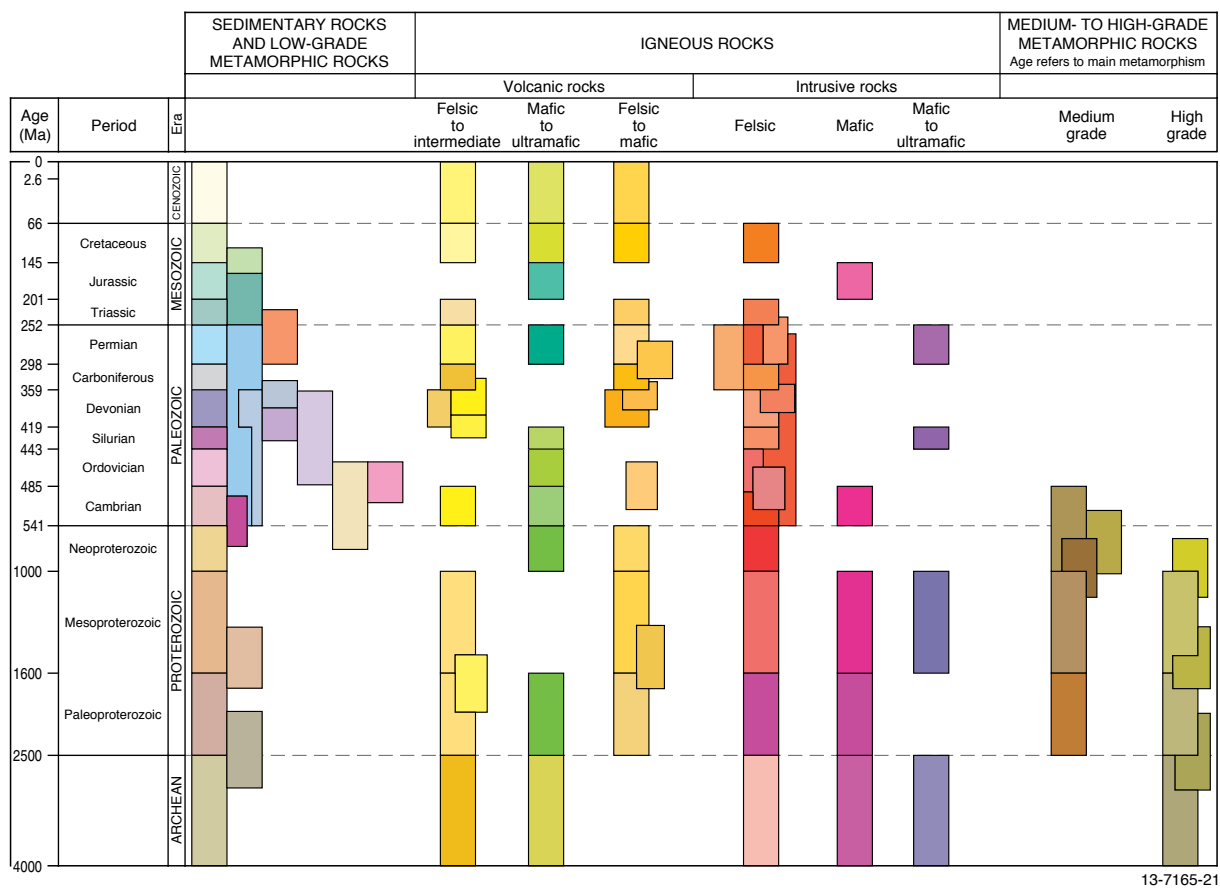 SEDIMENTARY ROCKS
AND LOW-GRADE
METAMORPHIC ROCKS
IGNEOUS ROCKS
MEDIUM- TO HIGH-GRADE
METAMORPHIC ROCKS
Age refers to main metamorphism
Volcanic rocks
Intrusive rocks
Age
(Ma)
Period
Era
Felsic
to
intermediate
Mafic
to
ultramafic
Felsic
to
mafic
Felsic
Mafic
Mafic
to
ultramafic
Medium
grade
High
grade
0
2.6
CENOZOIC
66
Cretaceous
145
Jurassic
MESOZOIC
201
Triassic
252
Permian
298
Carboniferous
359
Devonian
PALEOZOIC
419
Silurian
443
Ordovician
485
Cambrian
541
Neoproterozoic
1000
Mesoproterozoic
PROTEROZOIC
1600
Paleoproterozoic
2500
ARCHEAN
4000
13-7165-21